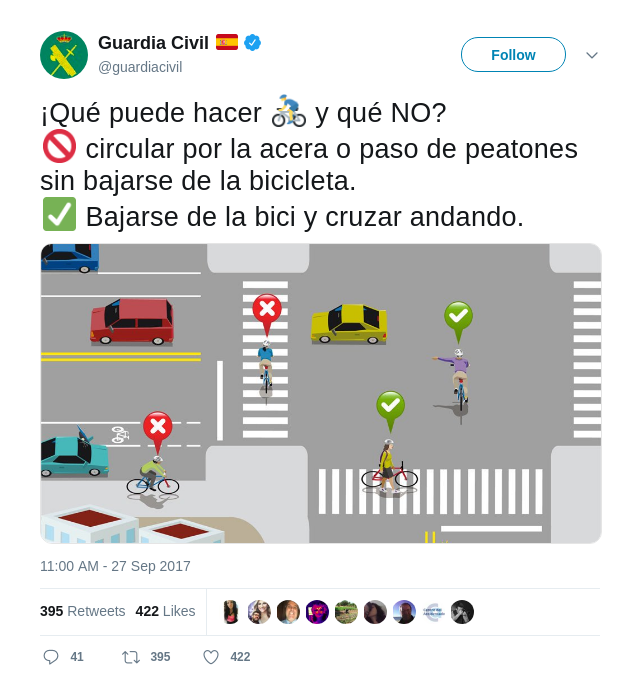 Guardia Civil
@guardiacivil
Follow
¡Qué puede hacer 🚴 y qué NO?
🚫 circular por la acera o paso de peatones
sin bajarse de la bicicleta.
✅ Bajarse de la bici y cruzar andando.
11:00 AM - 27 Sep 2017
395 Retweets 422 Likes
41 395 422